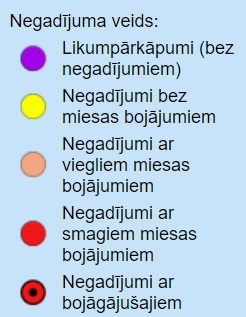 Negadījuma veids:
Likumpārkāpumi (bez
negadījumiem)
Negadījumi bez
miesas bojājumiem
Negadījumi ar
viegliem miesas
bojājumiem
Negadījumi ar
smagiem miesas
bojājumiem
Negadījumi ar
bojāgājušajiem